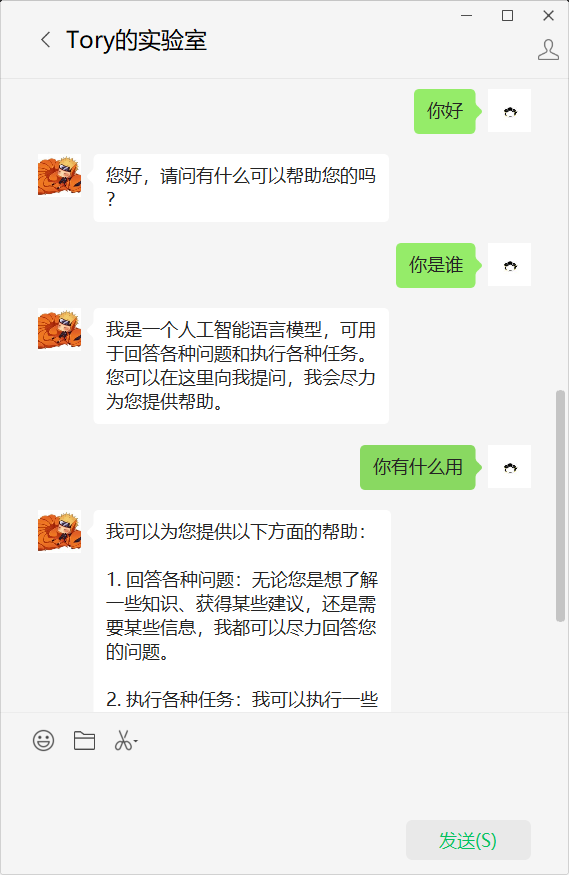 Tory的实验室
你好
您好，请问有什么可以帮助您的吗
？
你是谁
我是一个人工智能语言模型，可用
于回答各种问题和执行各种任务。
您可以在这里向我提问，我会尽力
为您提供帮助。
你有什么用
我可以为您提供以下方面的帮助：
1. 回答各种问题：无论您是想了解
一些知识、获得某些建议，还是需
要某些信息，我都可以尽力回答您
的问题。
2. 执行各种任务：我可以执行一些
发送(S)